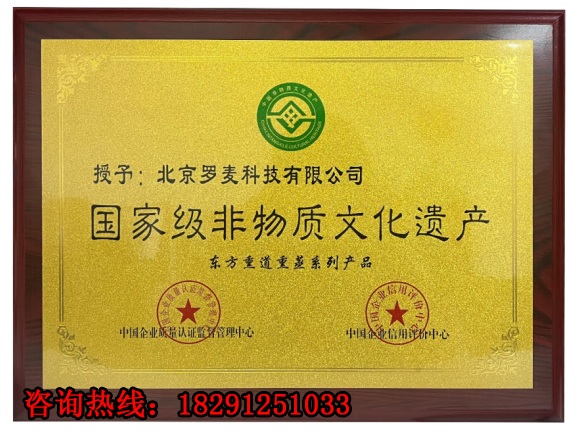 授予：北京罗麦科技有限公司
国家级非物质文化遗产
东方熏道熏蒸系列产品
中国企业质量认证监督管理中心
中国企业信用评价中心
咨询热线：18291251033